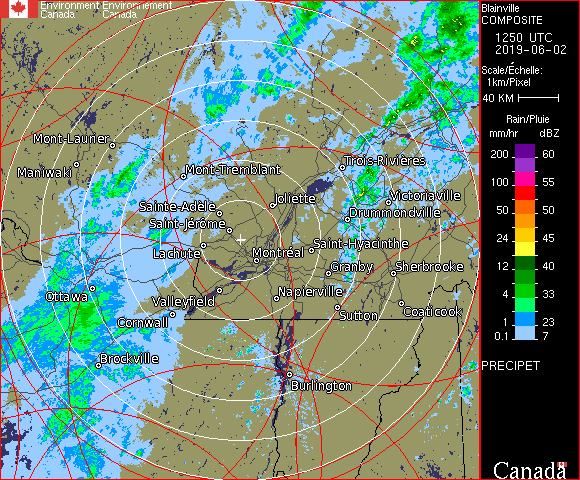 Environment Environnement
Canada Canada
Blainville
COMPOSITE
1250 UTC
2019-06-02
Scale/Échelle:
1km/Pixel
40 KM
Rain/Pluie
mm/hr dBZ
200 60
100 55
50 50
24 45
12 40
4 33
1 23
0.1 7
PRECIPET
Canada
Mont-Laurier
Maniwaki
Mont-Tremblant
Trois-Rivières
Joliette
Victoriaville
Sainte-Adèle
Drummondville
Saint-Jérôme
Lachute
Montréal
Saint-Hyacinthe
Granby
Sherbrooke
Ottawa
Valleyfield
Napierville
Coaticook
Cornwall
Sutton
Brockville
Burlington